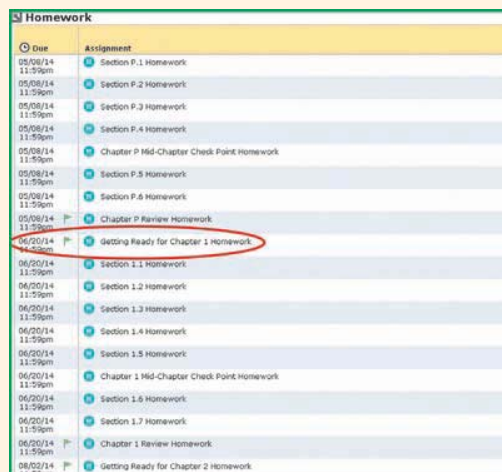 Homework
Due Assignment
05/08/14 Section P.1 Homework
11:59pm
05/08/14 Section P.2 Homework
11:59pm
05/08/14 Section P.3 Homework
11:59pm
05/08/14 Section P.4 Homework
11:59pm
05/08/14 Chapter P Mid-Chapter Check Point Homework
11:59pm
05/08/14 Section P.5 Homework
11:59pm
05/08/14 Section P.6 Homework
11:59pm
05/08/14 Chapter P Review Homework
11:59pm
06/20/14 Getting Ready for Chapter 1 Homework
11:59pm
06/20/14 Section 1.1 Homework
11:59pm
06/20/14 Section 1.2 Homework
11:59pm
06/20/14 Section 1.3 Homework
11:59pm
06/20/14 Section 1.4 Homework
11:59pm
06/20/14 Section 1.5 Homework
11:59pm
06/20/14 Chapter 1 Mid-Chapter Check Point Homework
11:59pm
06/20/14 Section 1.6 Homework
11:59pm
06/20/14 Section 1.7 Homework
11:59pm
06/20/14 Chapter 1 Review Homework
11:59pm
08/02/14 Getting Ready for Chapter 2 Homework